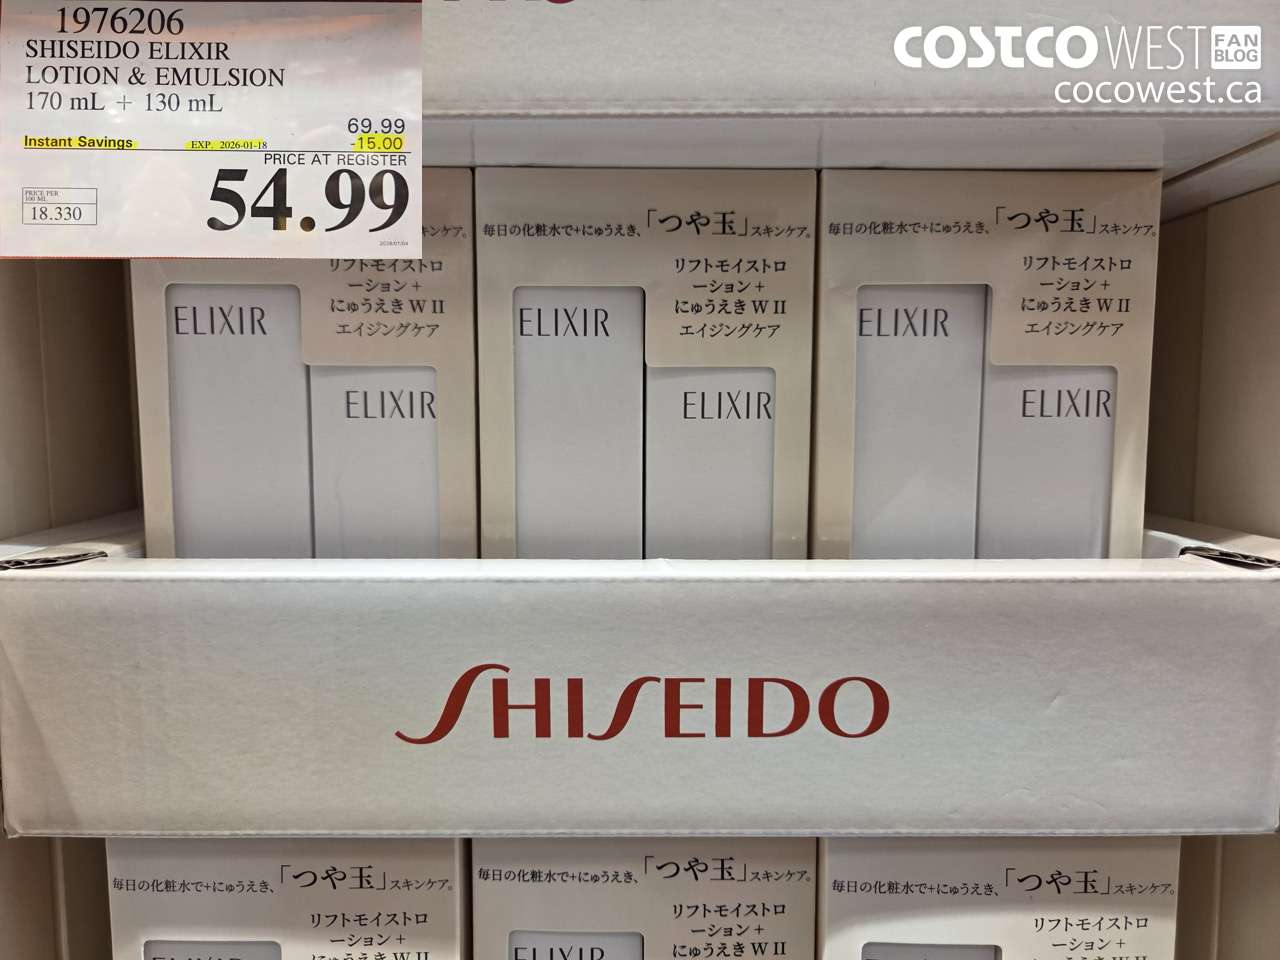 1976206
SHISEIDO ELIXIR
LOTION & EMULSION
170 mL + 130 mL
69.99
Instant Savings EXP. 2026-01-18 -15.00
PRICE AT REGISTER
54.99
PRICE PER
100 ML
18.330
COSTCO WEST FAN BLOG
cocowest.ca
スキンケア。
リフトモイストロ
ーション+
にゅうえき W II
エイジングケア
ELIXIR
ELIXIR
毎日の化粧水で+にゅうえき、「つや玉」スキンケア。
リフトモイストロ
ーション+
にゅうえき W II
エイジングケア
ELIXIR
ELIXIR
毎日の化粧水で+にゅうえき、「つや玉」スキンケア。
リフトモイストロ
ーション+
にゅうえき W II
エイジングケア
ELIXIR
ELIXIR
SHISEIDO
毎日の化粧水で+にゅうえき、「つや玉」スキンケア。
リフトモイストロ
ーション+
にゅうえき W II
毎日の化粧水で+にゅうえき、「つや玉」スキンケア。
リフトモイストロ
ーション+
にゅうえき W II
ELIXIR
毎日の化粧水で+にゅうえき、「つや玉」スキンケア。
リフトモイストロ
ーション+
にゅうえき W II